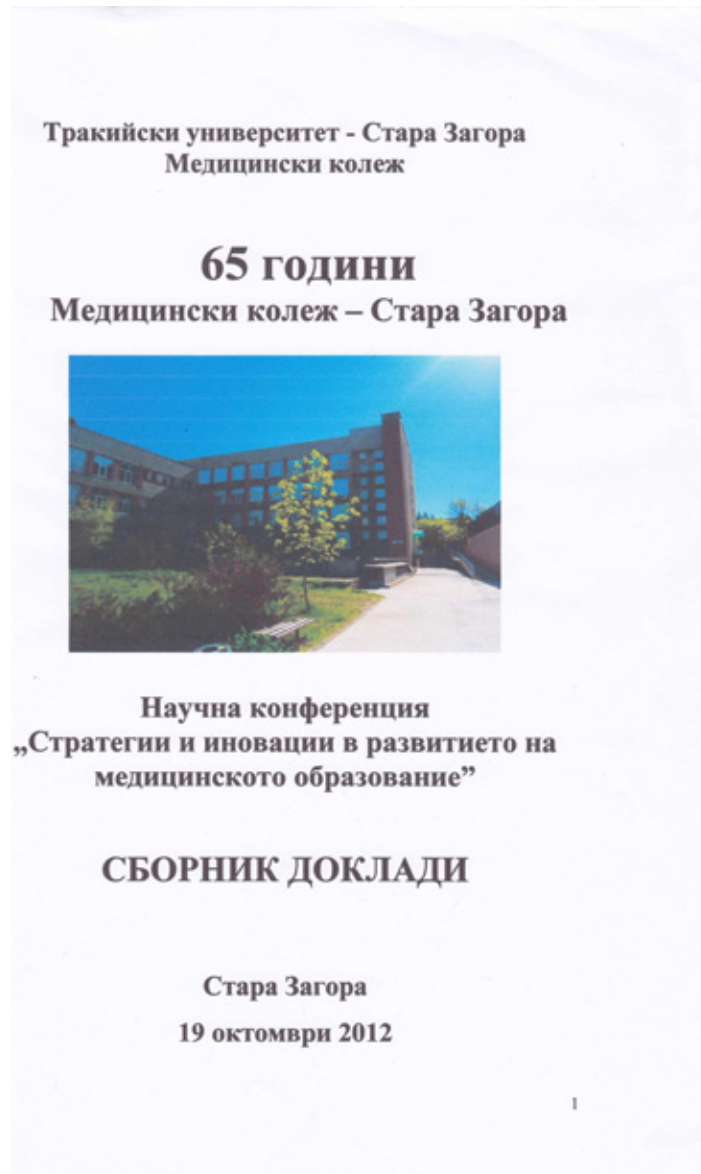 Тракийски университет - Стара Загора
Медицински колеж
65 години
Медицински колеж – Стара Загора
Научна конференция
„Стратегии и иновации в развитието на
медицинското образование”
СБОРНИК ДОКЛАДИ
Стара Загора
19 октомври 2012
1